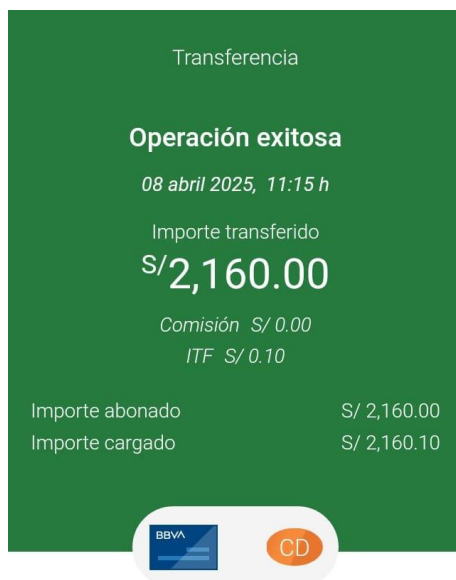 Transferencia
Operación exitosa
08 abril 2025, 11:15 h
Importe transferido
S/2,160.00
Comisión S/ 0.00
ITF S/ 0.10
Importe abonado S/ 2,160.00
Importe cargado S/ 2,160.10
BBVA CD